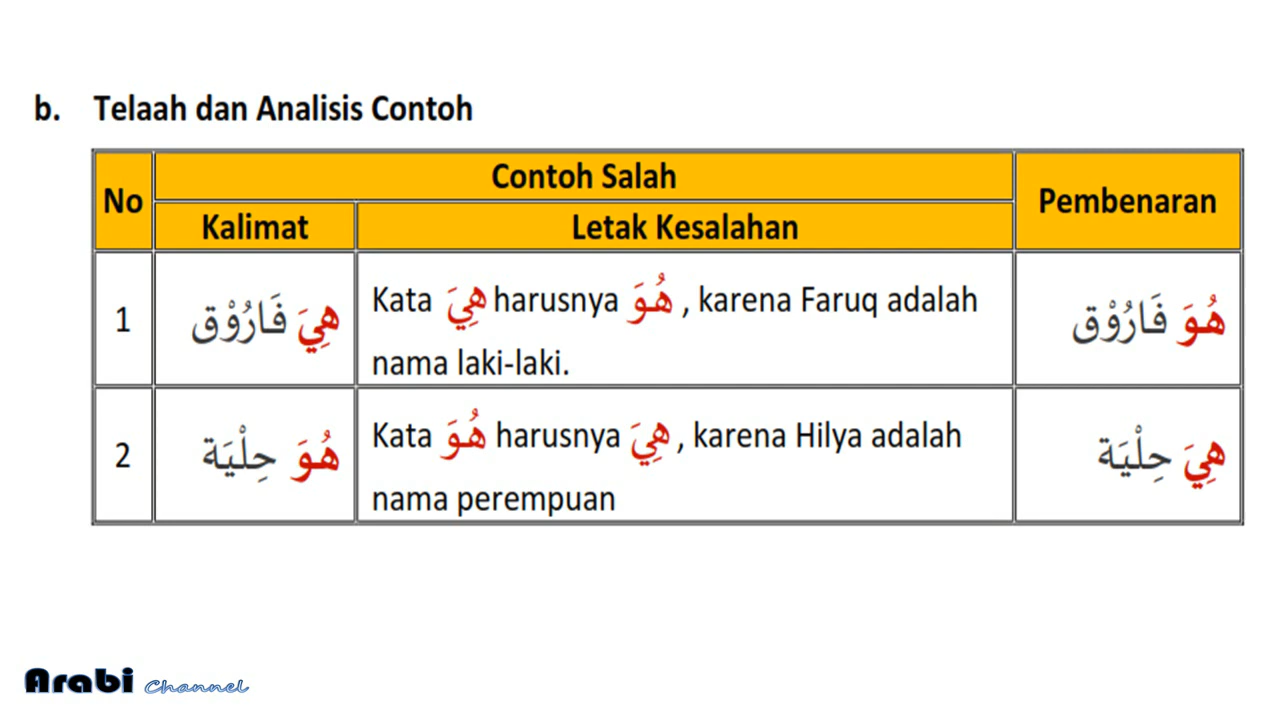 b. Telaah dan Analisis Contoh
No
Contoh Salah
Pembenaran
Kalimat
Letak Kesalahan
1
هِيَ فَارُوْق
Kata هِيَ harusnya هُوَ , karena Faruq adalah
nama laki-laki.
هُوَ فَارُوْق
2
هُوَ حِلْيَة
Kata هُوَ harusnya هِيَ , karena Hilya adalah
nama perempuan
هِيَ حِلْيَة
Arabi Channel